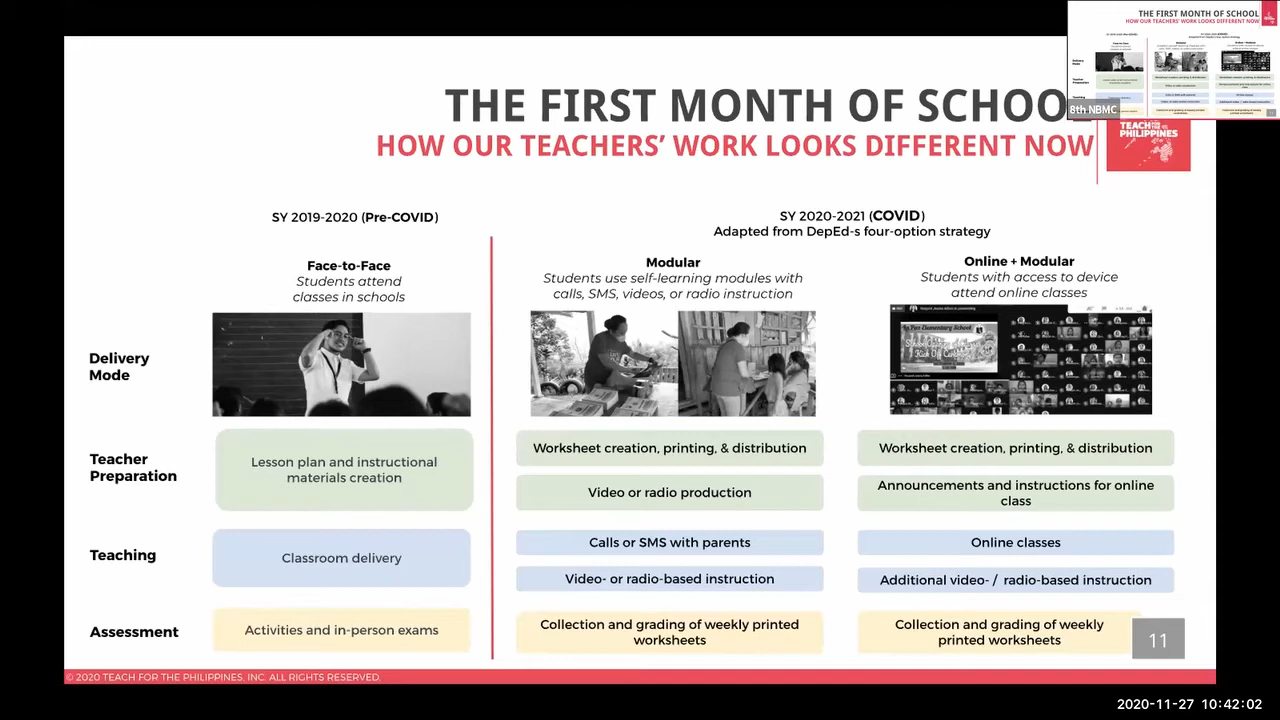 THE FIRST MONTH OF SCHOOL
HOW OUR TEACHERS' WORK LOOKS DIFFERENT NOW
8th NBMC
THE FIRST MONTH OF SCHOO
HOW OUR TEACHERS’ WORK LOOKS DIFFERENT NOW
TEACH FOR THE
PHILIPPINES
SY 2019-2020 (Pre-COVID)
SY 2020-2021 (COVID)
Adapted from DepEd-s four-option strategy
Face-to-Face
Students attend
classes in schools
Modular
Students use self-learning modules with
calls, SMS, videos, or radio instruction
Online + Modular
Students with access to device
attend online classes
Delivery
Mode
Teacher
Preparation
Lesson plan and instructional
materials creation
Worksheet creation, printing, & distribution
Video or radio production
Worksheet creation, printing, & distribution
Announcements and instructions for online
class
Teaching
Classroom delivery
Calls or SMS with parents
Video- or radio-based instruction
Online classes
Additional video- / radio-based instruction
Assessment
Activities and in-person exams
Collection and grading of weekly printed
worksheets
Collection and grading of weekly
printed worksheets
11
© 2020 TEACH FOR THE PHILIPPINES, INC. ALL RIGHTS RESERVED.
2020-11-27 10:42:02